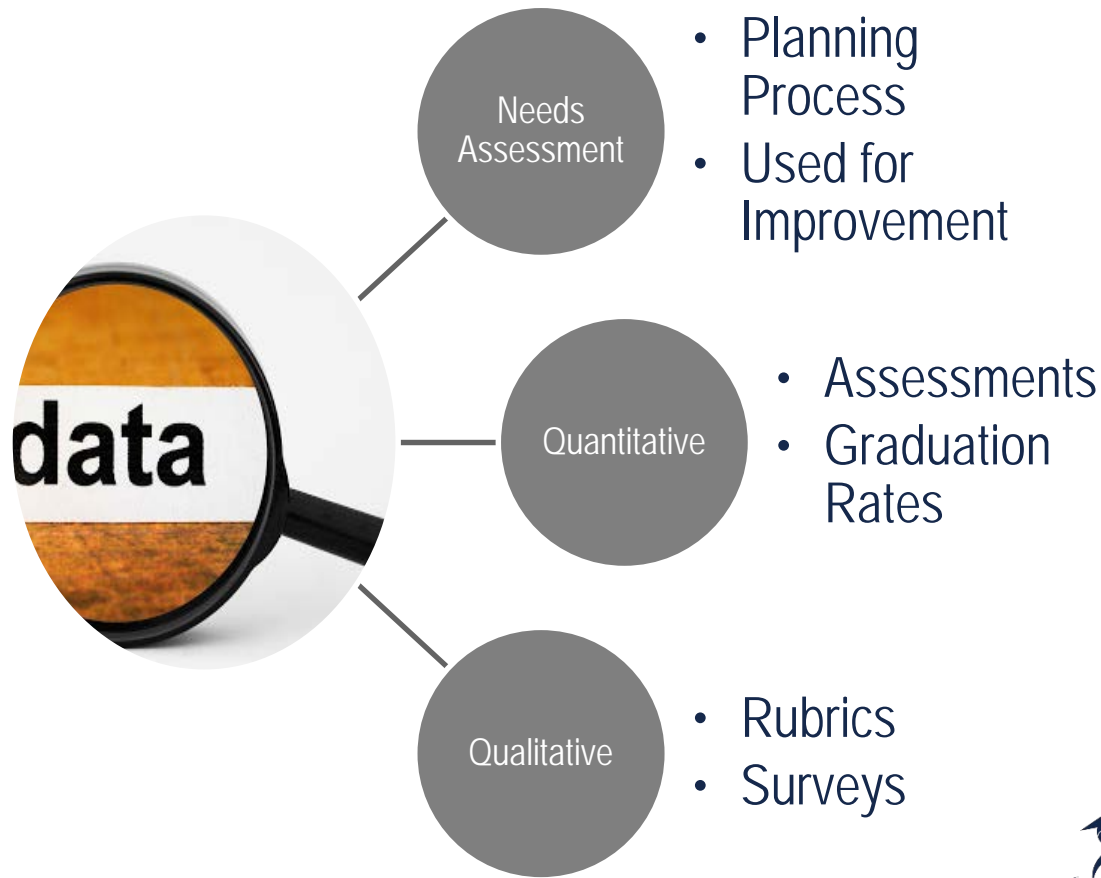 Needs
Assessment
• Planning
Process
• Used for
Improvement
data
Quantitative
• Assessments
• Graduation
Rates
Qualitative
• Rubrics
• Surveys